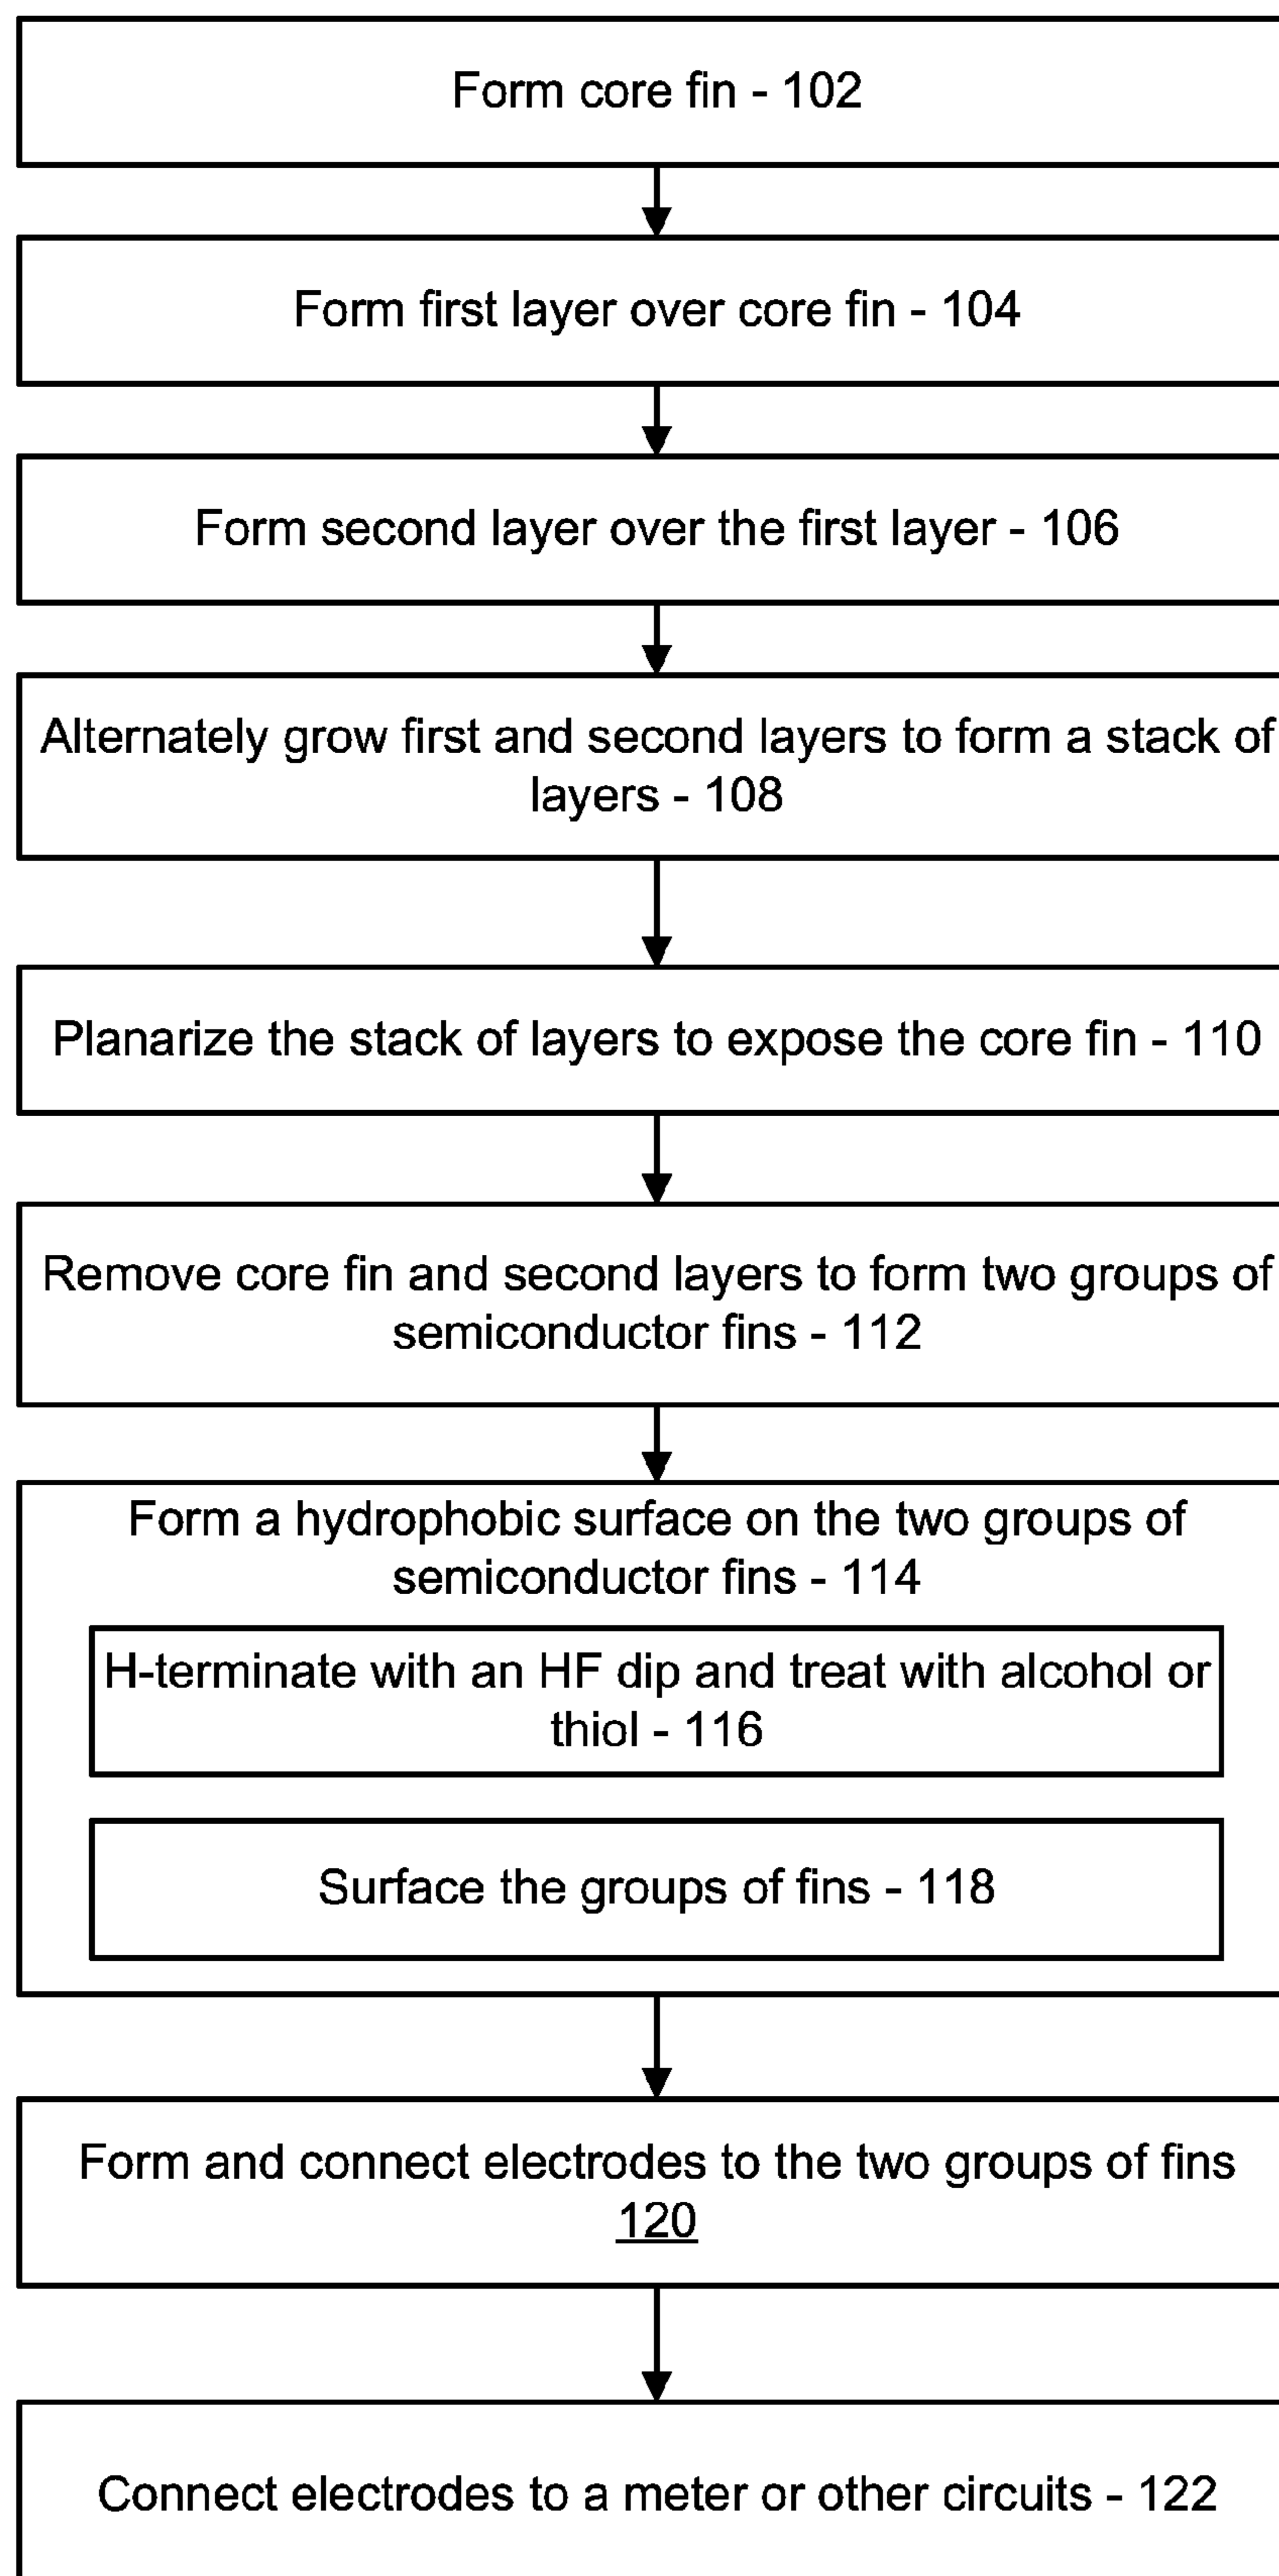 Form core fin - 102
Form first layer over core fin - 104
Form second layer over the first layer - 106
Alternately grow first and second layers to form a stack of
layers - 108
Planarize the stack of layers to expose the core fin - 110
Remove core fin and second layers to form two groups of
semiconductor fins - 112
Form a hydrophobic surface on the two groups of
semiconductor fins - 114
H-terminate with an HF dip and treat with alcohol or
thiol - 116
Surface the groups of fins - 118
Form and connect electrodes to the two groups of fins
120
Connect electrodes to a meter or other circuits - 122